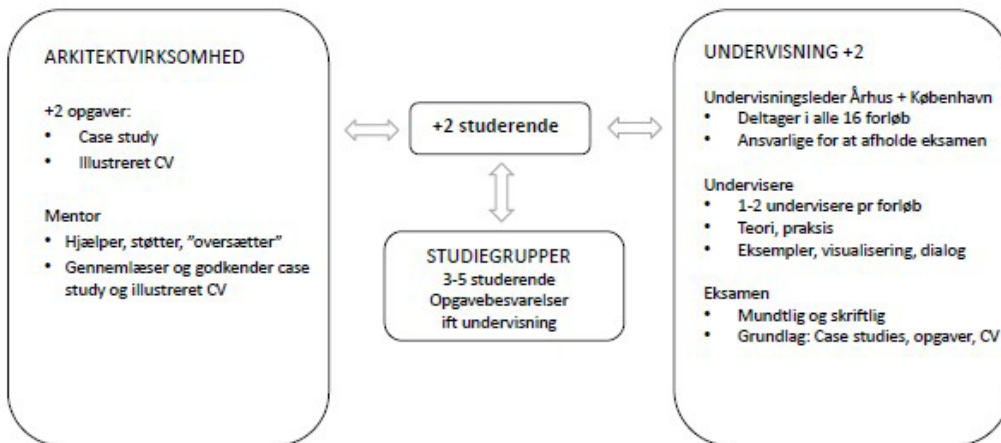 ARKITEKTVIRKSOMHED
+2 opgaver:
• Case study
• Illustreret CV
Mentor
• Hjælper, støtter, "oversætter"
• Gennemlæser og godkender case
study og illustreret CV
+2 studerende
STUDIEGRUPPER
3-5 studerende
Opgavebesvarelser
ift undervisning
UNDERVISNING +2
Undervisningsleder Århus + København
• Deltager i alle 16 forløb
• Ansvarlige for at afholde eksamen
Undervisere
• 1-2 undervisere pr forløb
• Teori, praksis
• Eksempler, visualisering, dialog
Eksamen
• Mundtlig og skriftlig
• Grundlag: Case studies, opgaver, CV